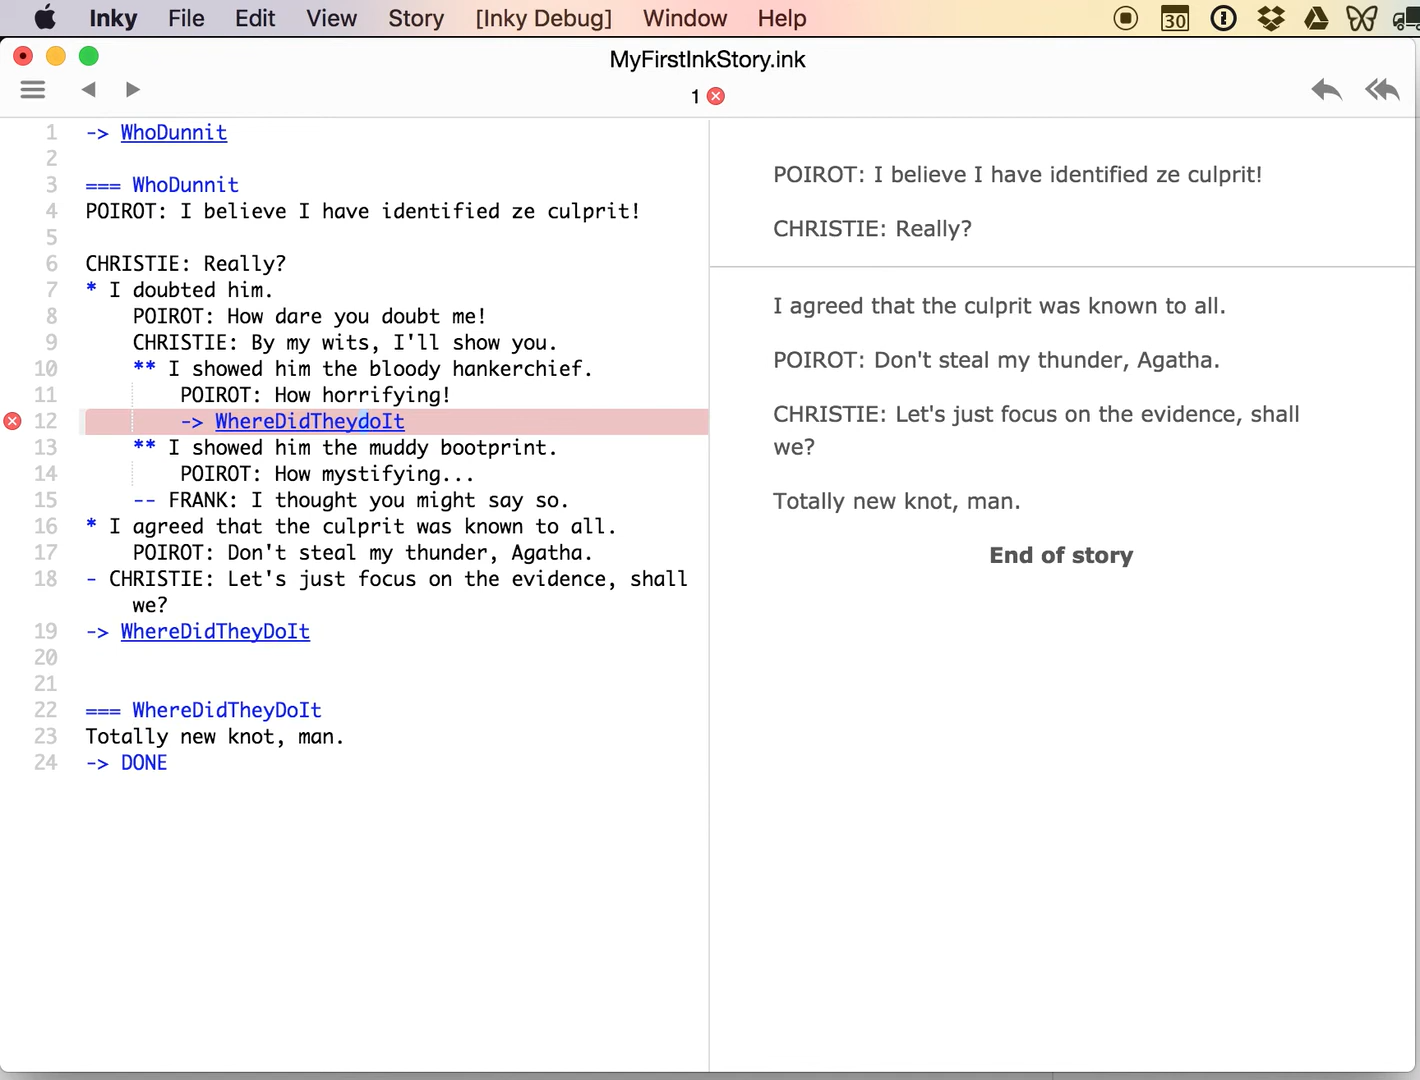 Inky File Edit View Story [Inky Debug] Window Help 30
MyFirstInkStory.ink
1
1 -> WhoDunnit
2
3 === WhoDunnit
4 POIROT: I believe I have identified ze culprit!
5
6 CHRISTIE: Really?
7 * I doubted him.
8 POIROT: How dare you doubt me!
9 CHRISTIE: By my wits, I'll show you.
10 ** I showed him the bloody hankerchief.
11 POIROT: How horrifying!
12 -> WhereDidTheydoIt
13 ** I showed him the muddy bootprint.
14 POIROT: How mystifying...
15 -- FRANK: I thought you might say so.
16 * I agreed that the culprit was known to all.
17 POIROT: Don't steal my thunder, Agatha.
18 - CHRISTIE: Let's just focus on the evidence, shall
we?
19 -> WhereDidTheyDoIt
20
21
22 === WhereDidTheyDoIt
23 Totally new knot, man.
24 -> DONE
POIROT: I believe I have identified ze culprit!
CHRISTIE: Really?
I agreed that the culprit was known to all.
POIROT: Don't steal my thunder, Agatha.
CHRISTIE: Let's just focus on the evidence, shall
we?
Totally new knot, man.
End of story